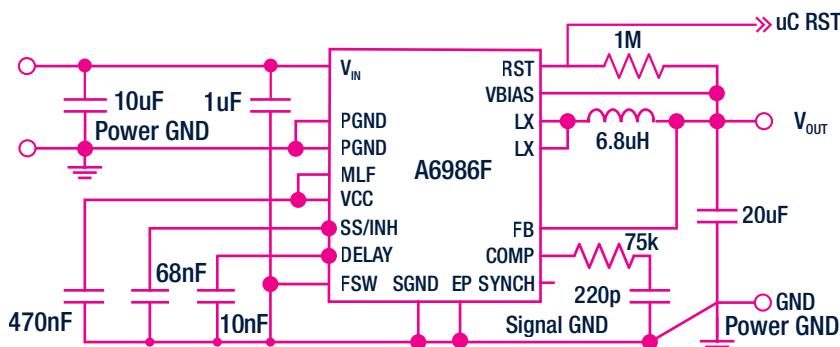 uC RST
1M
V_IN
RST
10uF
1uF
VBIAS
Power GND
PGND
LX
V_OUT
PGND
LX
6.8uH
MLF
A6986F
VCC
SS/INH
FB
20uF
DELAY
COMP
75k
68nF
FSW
SGND
EP
SYNCH
220p
GND
470nF
10nF
Signal GND
Power GND